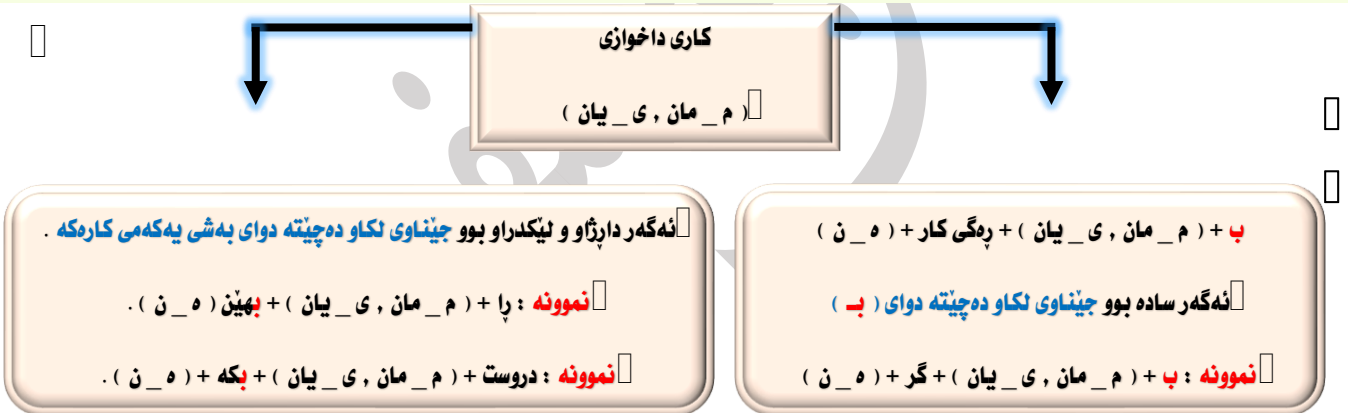 کاری داخوازی
( م _ مان , ی _ یان )
ب + ( م _ مان , ی _ یان ) + ڕەگی کار + ( ە _ ن )
ئەگەر سادە بوو جێناوی لکاو دەچێتە دوای ( بـ )
نموونە : ب + ( م _ مان , ی _ یان ) + گر + ( ە _ ن )
ئەگەر داڕژاو و لێکدراو بوو جێناوی لکاو دەچێتە دوای بەشی یەکەمی کارەکە .
نموونە : ڕا + ( م _ مان , ی _ یان ) + بهێن ( ە _ ن ) .
نموونە : دروست + ( م _ مان , ی _ یان ) + بکە + ( ە _ ن ) .